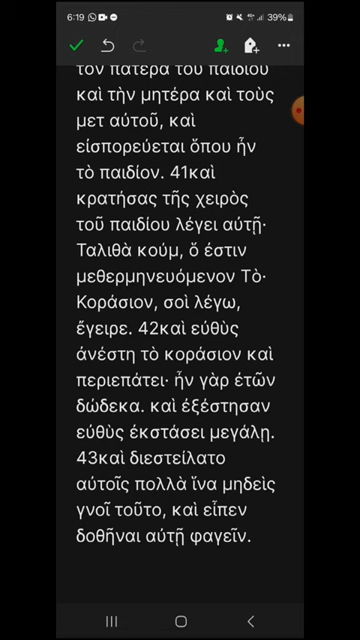 6:19 39%
τὸν πατέρα τοῦ παιδίου
καὶ τὴν μητέρα καὶ τοὺς
μετ αὐτοῦ, καὶ
εἰσπορεύεται ὅπου ἦν
τὸ παιδίον. 41καὶ
κρατήσας τῆς χειρὸς
τοῦ παιδίου λέγει αὐτῇ·
Ταλιθὰ κούμ, ὅ ἐστιν
μεθερμηνευόμενον Τὸ·
Κοράσιον, σοὶ λέγω,
ἔγειρε. 42καὶ εὐθὺς
ἀνέστη τὸ κοράσιον καὶ
περιεπάτει· ἦν γὰρ ἐτῶν
δώδεκα. καὶ ἐξέστησαν
εὐθὺς ἐκστάσει μεγάλῃ.
43καὶ διεστείλατο
αὐτοῖς πολλὰ ἵνα μηδεὶς
γνοῖ τοῦτο, καὶ εἶπεν
δοθῆναι αὐτῇ φαγεῖν.